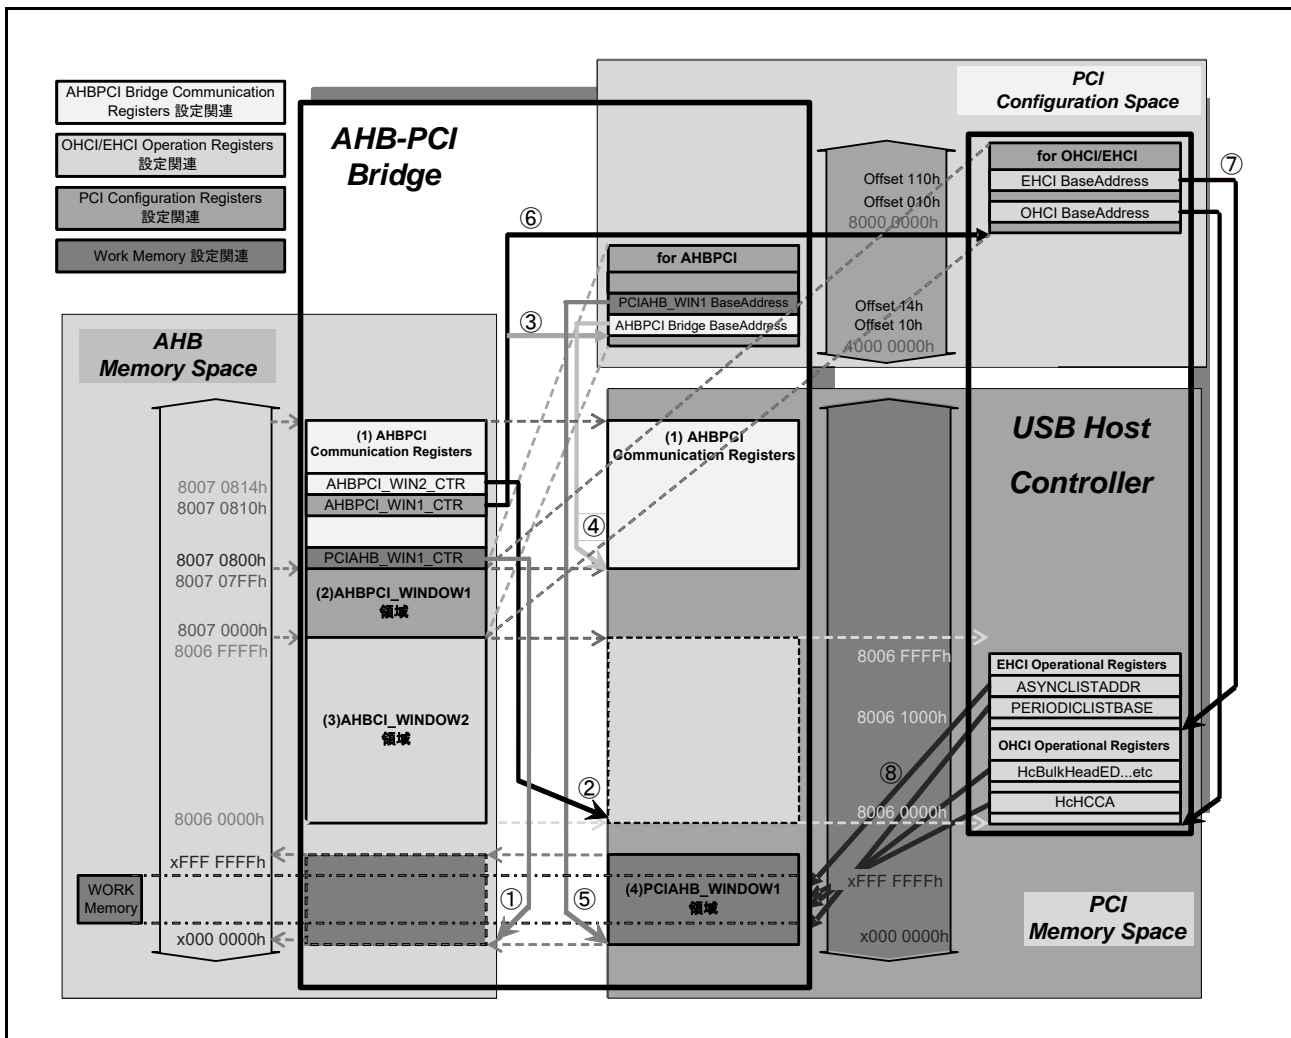 AHBPCI Bridge Communication
Registers 設定関連
OHCI/EHCI Operation Registers
設定関連
PCI Configuration Registers
設定関連
Work Memory 設定関連
AHB-PCI
Bridge
PCI
Configuration Space
for OHCI/EHCI
EHCI BaseAddress
OHCI BaseAddress
⑦
Offset 110h
Offset 010h
8000 0000h
⑥
for AHBPCI
PCIAHB_WIN1 BaseAddress
AHBPCI Bridge BaseAddress
③
Offset 14h
Offset 10h
4000 0000h
AHB
Memory Space
(1) AHBPCI
Communication Registers
AHBPCI_WIN2_CTR
AHBPCI_WIN1_CTR
PCIAHB_WIN1_CTR
(2)AHBPCI_WINDOW1
領域
(3)AHBCI_WINDOW2
領域
8007 0814h
8007 0810h
8007 0800h
8007 07FFh
8007 0000h
8006 FFFFh
8006 0000h
xFFF FFFFh
WORK
Memory
x000 0000h
(1) AHBPCI
Communication Registers
④
②
①
⑤
(4)PCIAHB_WINDOW1
領域
USB Host
Controller
8006 FFFFh
8006 1000h
⑧
8006 0000h
xFFF FFFFh
x000 0000h
EHCI Operational Registers
ASYNCLISTADDR
PERIODICLISTBASE
OHCI Operational Registers
HcBulkHeadED...etc
HcHCCA
PCI
Memory Space